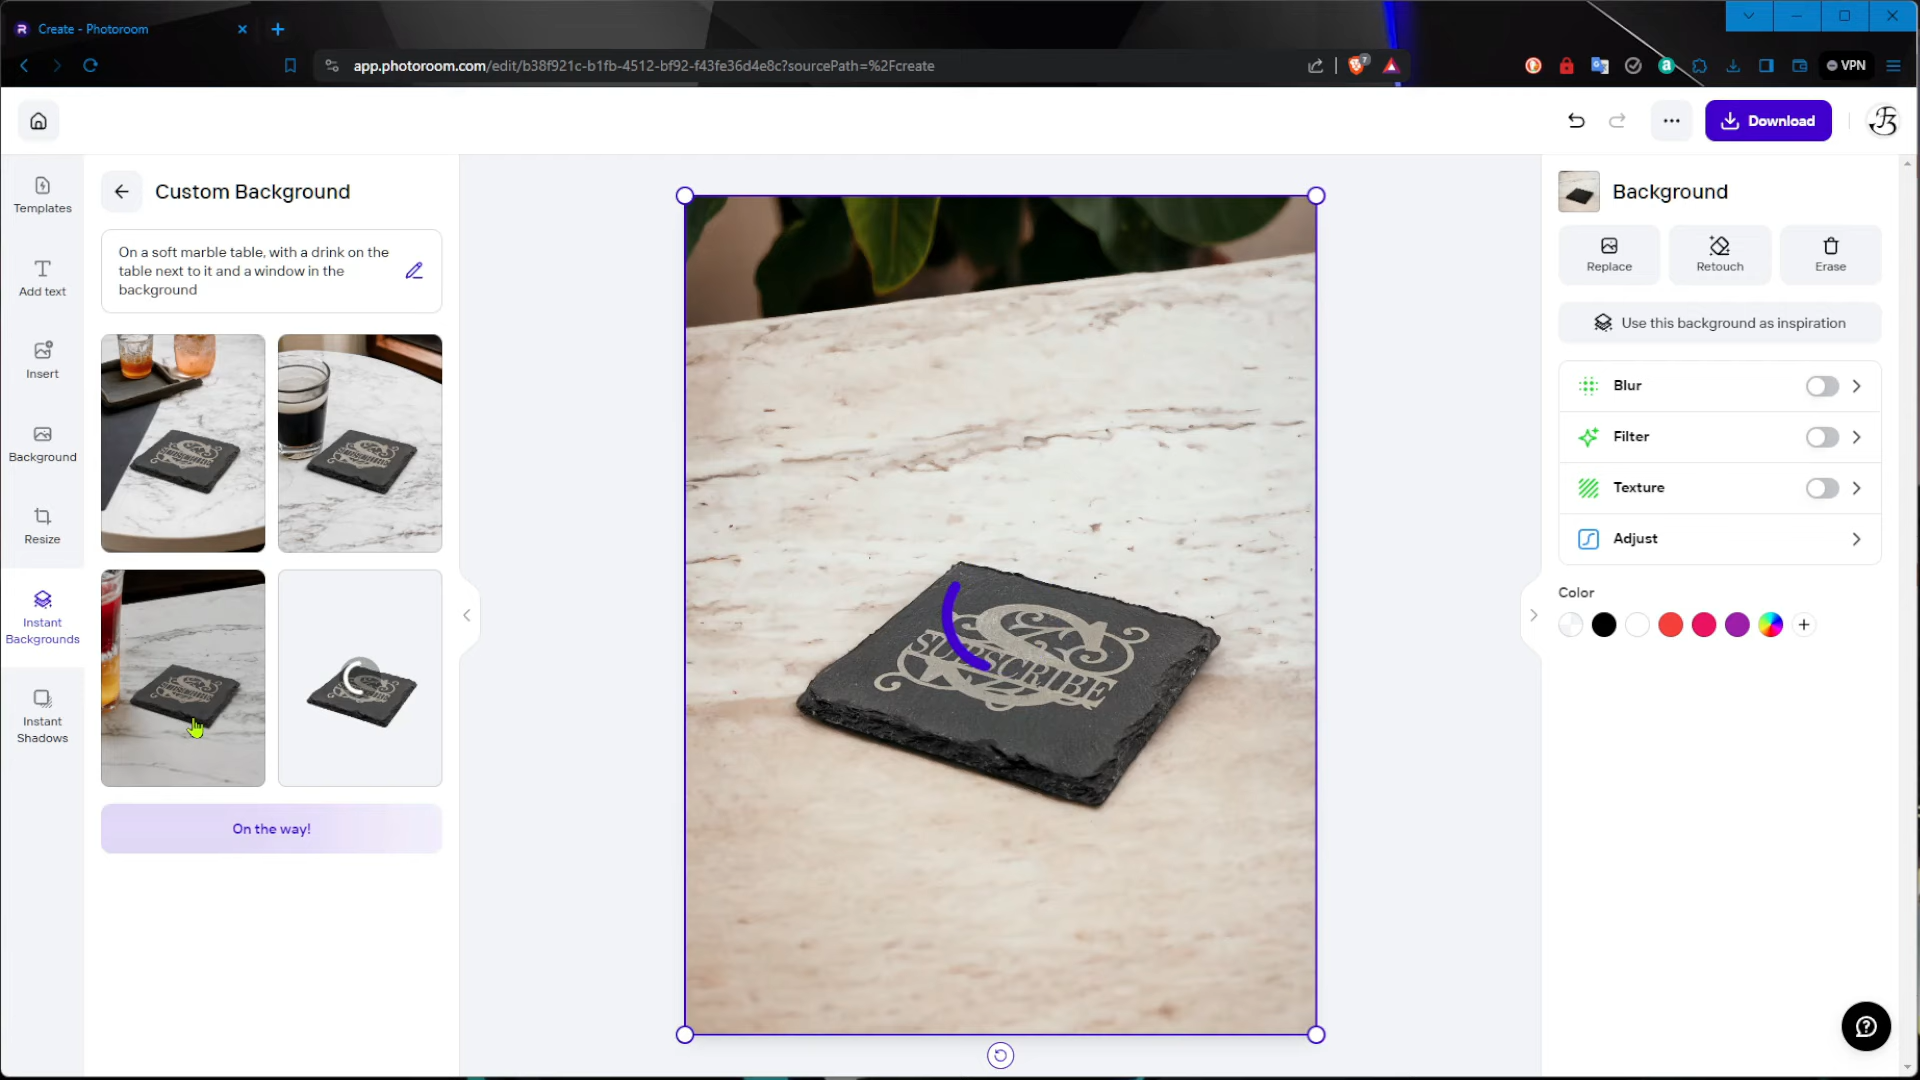 Create - Photoroom
app.photoroom.com/edit/b38f921c-b1fb-4512-bf92-f43fe36d4e8c?sourcePath=%2Fcreate
7
a
VPN
Download
Templates
Add text
Insert
Background
Resize
Instant
Backgrounds
Instant
Shadows
Custom Background
On a soft marble table, with a drink on the
table next to it and a window in the
background
On the way!
SUBSCRIBE
Background
Replace
Retouch
Erase
Use this background as inspiration
Blur
Filter
Texture
Adjust
Color